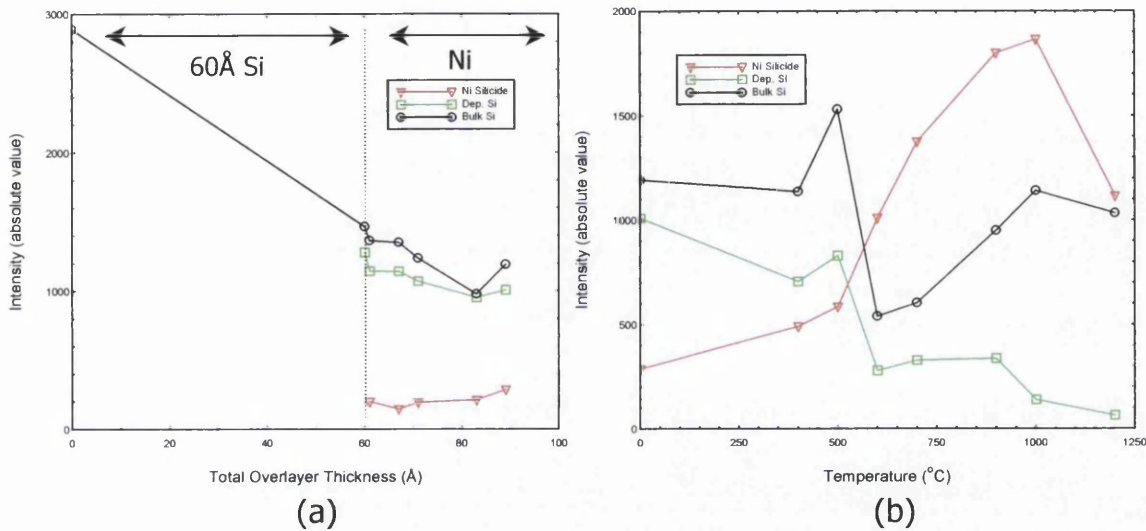 3000
2000
1000
0
0
20
40
60
80
100
60Å Si
Ni
Ni Silicide
Dep. Si
Bulk Si
Intensity (absolute value)
Total Overlayer Thickness (Å)
(a)
2000
1500
1000
500
0
0
250
500
750
1000
1250
Ni Silicide
Dep. Si
Bulk Si
Intensity (absolute value)
Temperature (°C)
(b)